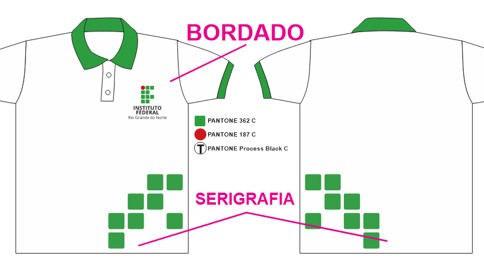 BORDADO
INSTITUTO
FEDERAL
Rio Grande do Norte
PANTONE 362 C
PANTONE 187 C
T PANTONE Process Black C
SERIGRAFIA